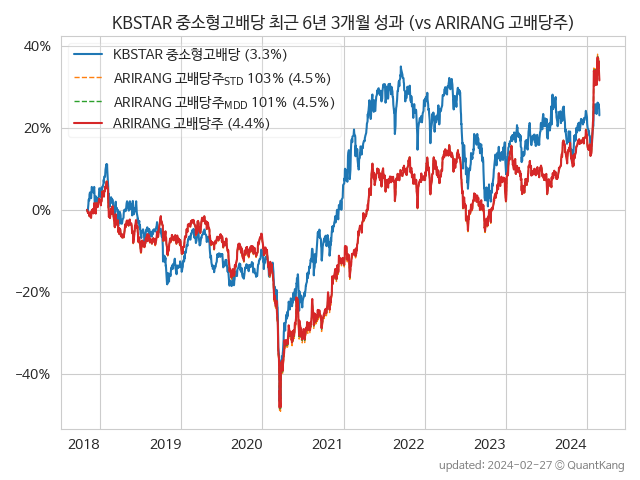 KBSTAR 중소형고배당 최근 6년 3개월 성과 (vs ARIRANG 고배당주)
KBSTAR 중소형고배당 (3.3%)
ARIRANG 고배당주STD 103% (4.5%)
ARIRANG 고배당주MDD 101% (4.5%)
ARIRANG 고배당주 (4.4%)
40%
20%
0%
−20%
−40%
2018 2019 2020 2021 2022 2023 2024
updated: 2024-02-27 © QuantKang